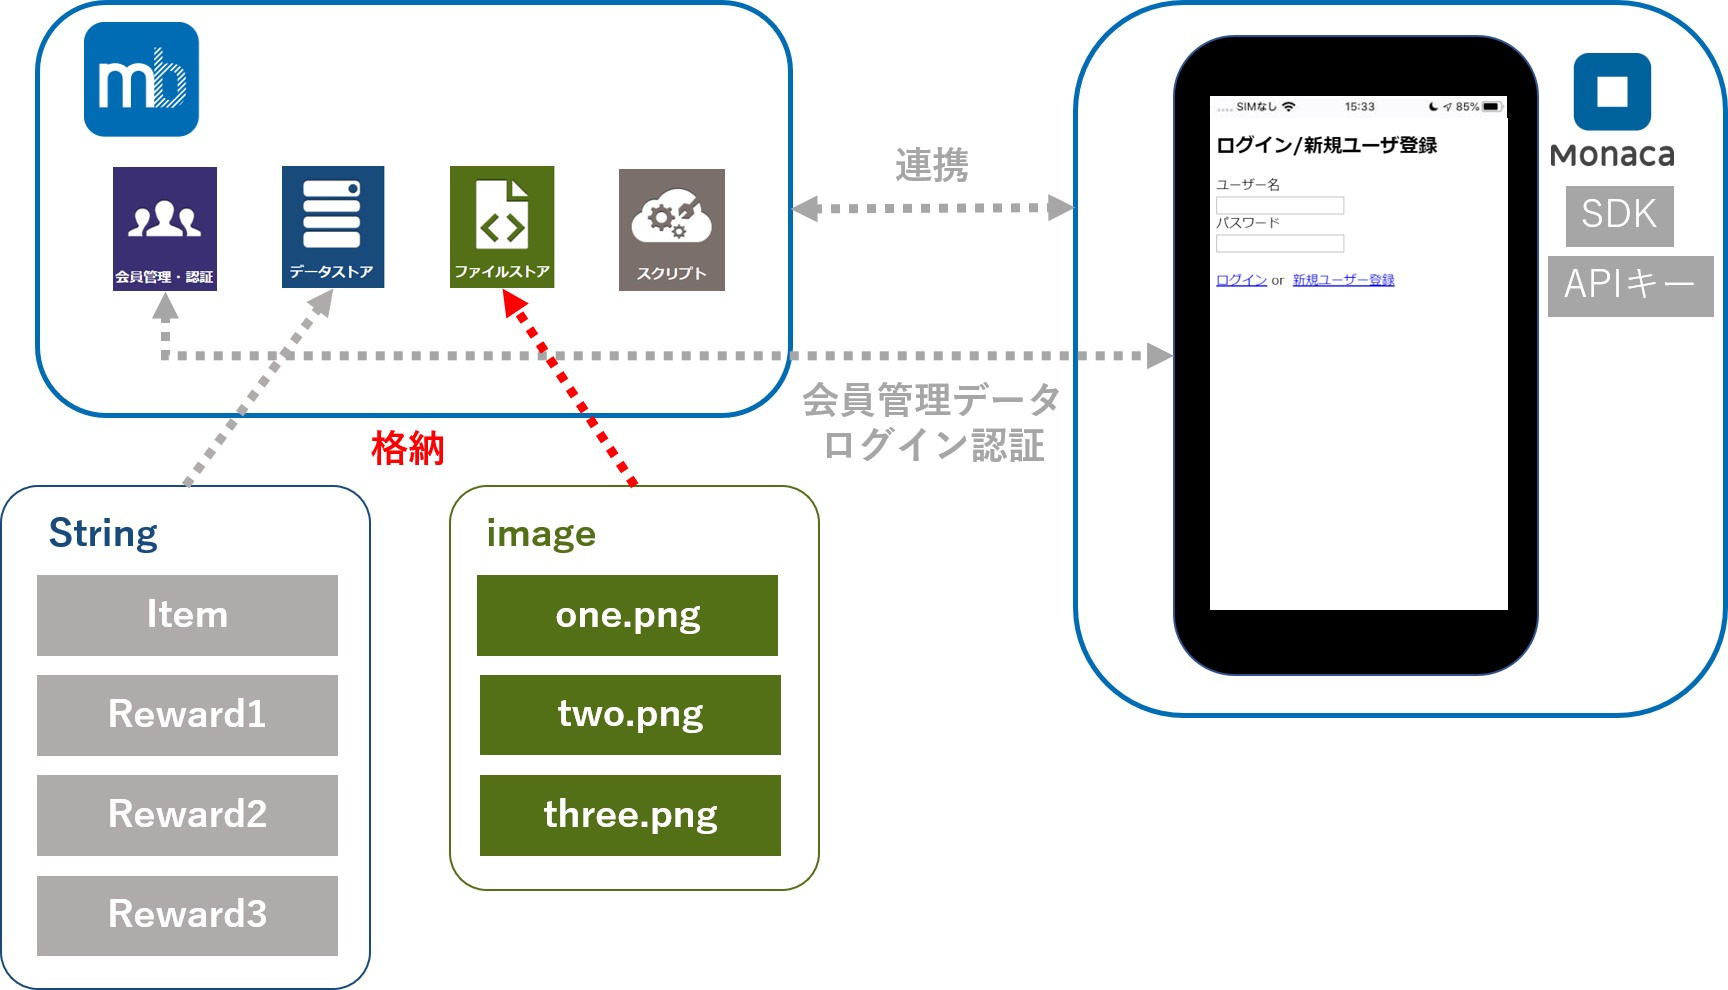 mb
会員管理・認証
データストア
ファイルストア
スクリプト
連携
会員管理データ
ログイン認証
格納
String
Item
Reward1
Reward2
Reward3
image
one.png
two.png
three.png
SIMなし 15:33 85%
ログイン/新規ユーザ登録
ユーザー名
パスワード
ログイン or 新規ユーザー登録
Monaca
SDK
APIキー